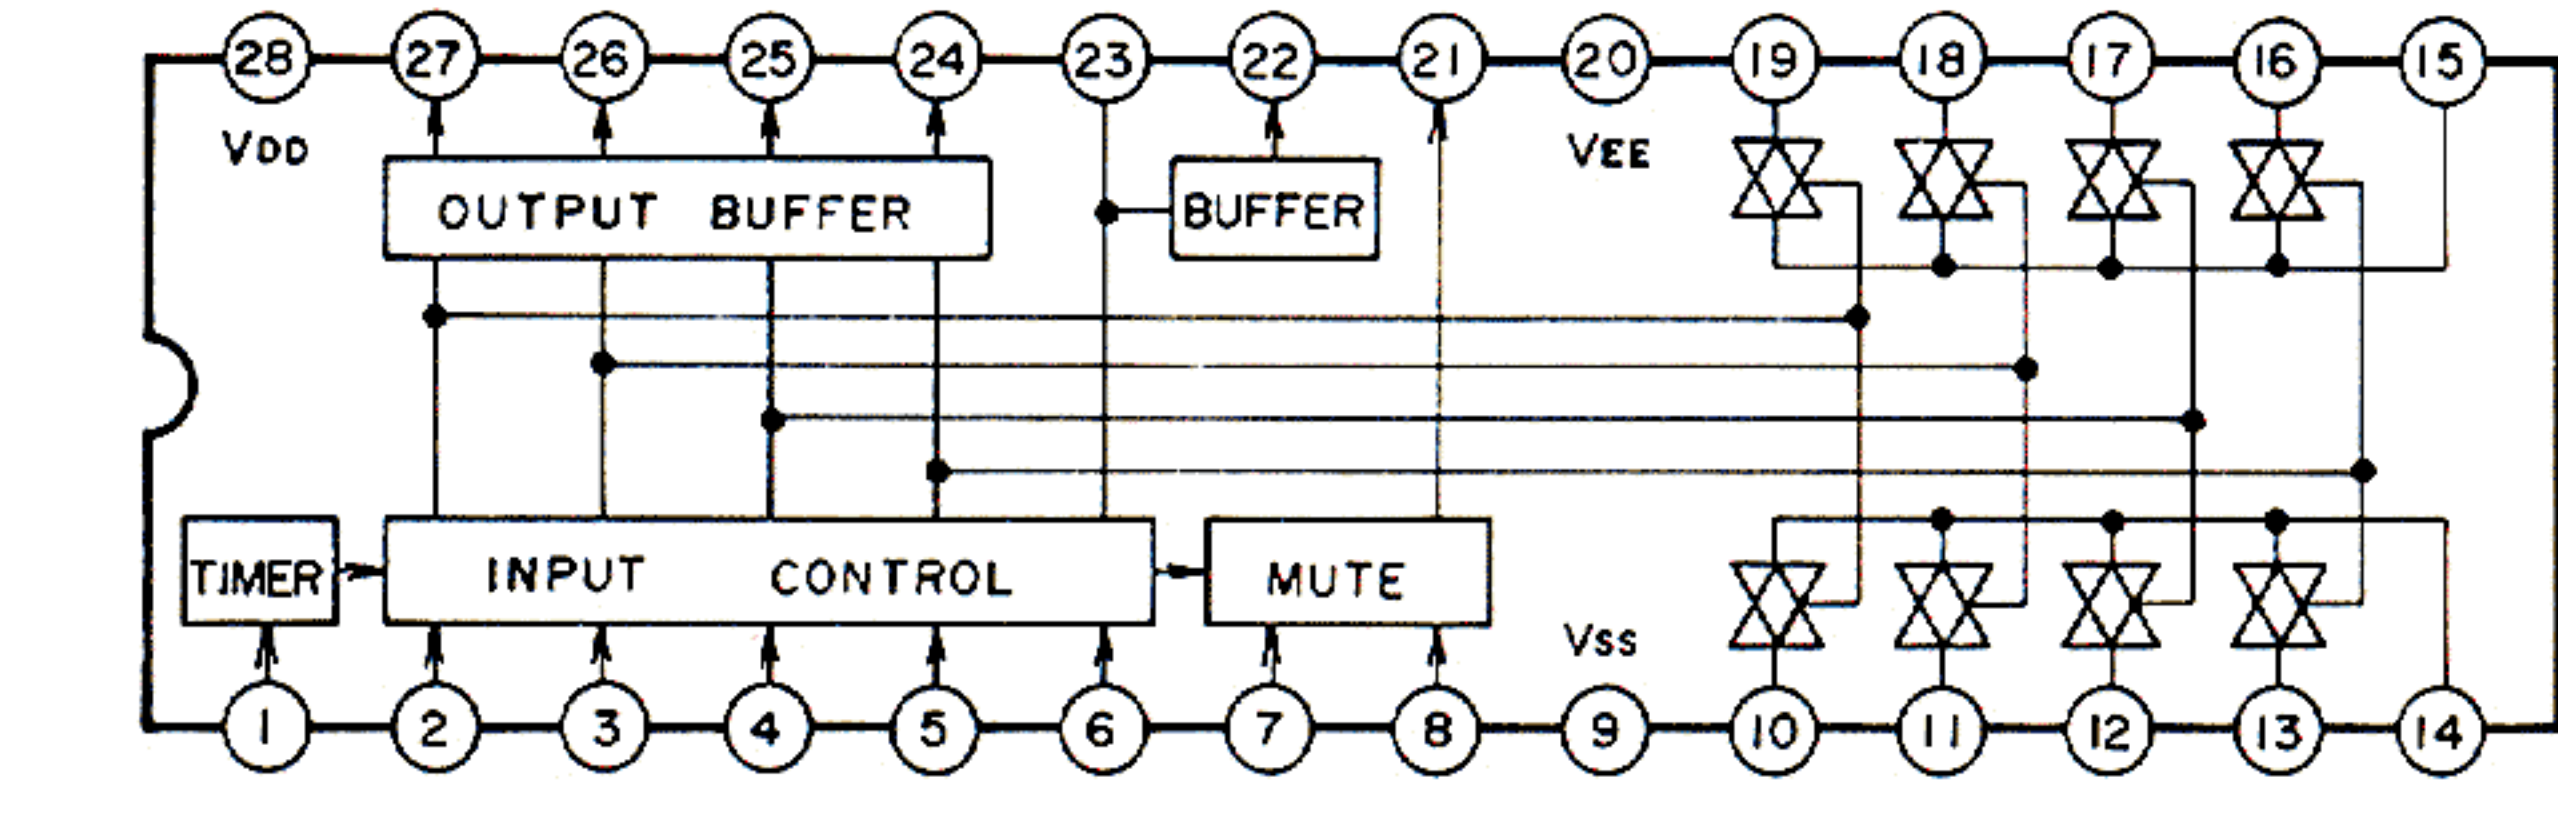 28 27 26 25 24 23 22 21 20 19 18 17 16 15
VDD VEE
OUTPUT BUFFER BUFFER
TIMER INPUT CONTROL MUTE
VSS
1 2 3 4 5 6 7 8 9 10 11 12 13 14